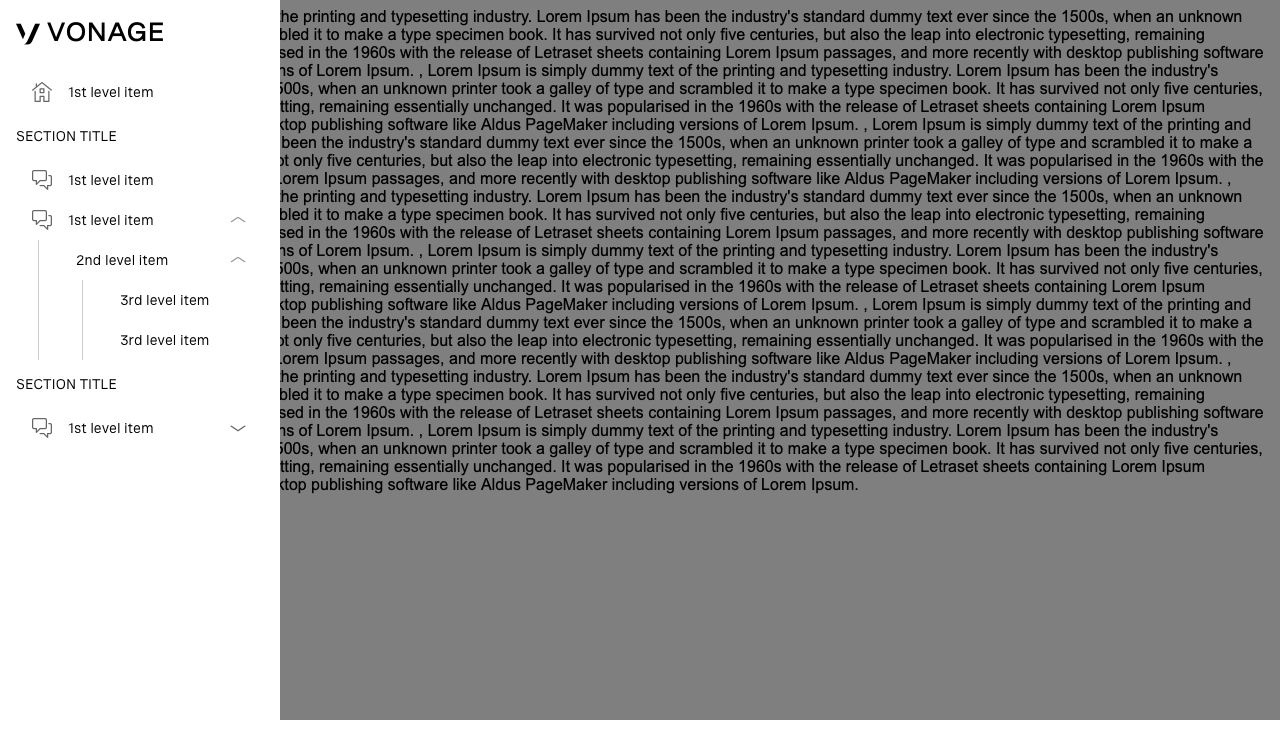 VONAGE
1st level item
SECTION TITLE
1st level item
1st level item
2nd level item
3rd level item
3rd level item
SECTION TITLE
1st level item
the printing and typesetting industry. Lorem Ipsum has been the industry's standard dummy text ever since the 1500s, when an unknown
bled it to make a type specimen book. It has survived not only five centuries, but also the leap into electronic typesetting, remaining
sed in the 1960s with the release of Letraset sheets containing Lorem Ipsum passages, and more recently with desktop publishing software
ns of Lorem Ipsum. , Lorem Ipsum is simply dummy text of the printing and typesetting industry. Lorem Ipsum has been the industry's
500s, when an unknown printer took a galley of type and scrambled it to make a type specimen book. It has survived not only five centuries,
tting, remaining essentially unchanged. It was popularised in the 1960s with the release of Letraset sheets containing Lorem Ipsum
ktop publishing software like Aldus PageMaker including versions of Lorem Ipsum. , Lorem Ipsum is simply dummy text of the printing and
been the industry's standard dummy text ever since the 1500s, when an unknown printer took a galley of type and scrambled it to make a
ot only five centuries, but also the leap into electronic typesetting, remaining essentially unchanged. It was popularised in the 1960s with the
Lorem Ipsum passages, and more recently with desktop publishing software like Aldus PageMaker including versions of Lorem Ipsum. ,
the printing and typesetting industry. Lorem Ipsum has been the industry's standard dummy text ever since the 1500s, when an unknown
bled it to make a type specimen book. It has survived not only five centuries, but also the leap into electronic typesetting, remaining
sed in the 1960s with the release of Letraset sheets containing Lorem Ipsum passages, and more recently with desktop publishing software
ns of Lorem Ipsum. , Lorem Ipsum is simply dummy text of the printing and typesetting industry. Lorem Ipsum has been the industry's
500s, when an unknown printer took a galley of type and scrambled it to make a type specimen book. It has survived not only five centuries,
tting, remaining essentially unchanged. It was popularised in the 1960s with the release of Letraset sheets containing Lorem Ipsum
ktop publishing software like Aldus PageMaker including versions of Lorem Ipsum. , Lorem Ipsum is simply dummy text of the printing and
been the industry's standard dummy text ever since the 1500s, when an unknown printer took a galley of type and scrambled it to make a
ot only five centuries, but also the leap into electronic typesetting, remaining essentially unchanged. It was popularised in the 1960s with the
Lorem Ipsum passages, and more recently with desktop publishing software like Aldus PageMaker including versions of Lorem Ipsum. ,
the printing and typesetting industry. Lorem Ipsum has been the industry's standard dummy text ever since the 1500s, when an unknown
bled it to make a type specimen book. It has survived not only five centuries, but also the leap into electronic typesetting, remaining
sed in the 1960s with the release of Letraset sheets containing Lorem Ipsum passages, and more recently with desktop publishing software
ns of Lorem Ipsum. , Lorem Ipsum is simply dummy text of the printing and typesetting industry. Lorem Ipsum has been the industry's
500s, when an unknown printer took a galley of type and scrambled it to make a type specimen book. It has survived not only five centuries,
tting, remaining essentially unchanged. It was popularised in the 1960s with the release of Letraset sheets containing Lorem Ipsum
ktop publishing software like Aldus PageMaker including versions of Lorem Ipsum.